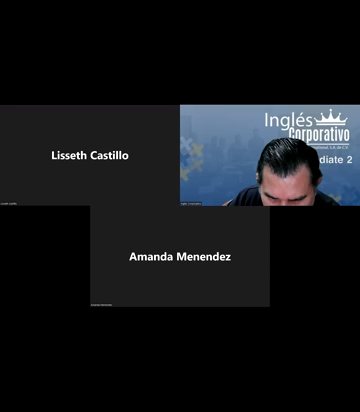 Lisseth Castillo
Inglés
Corporativo
diate 2
Amanda Menendez